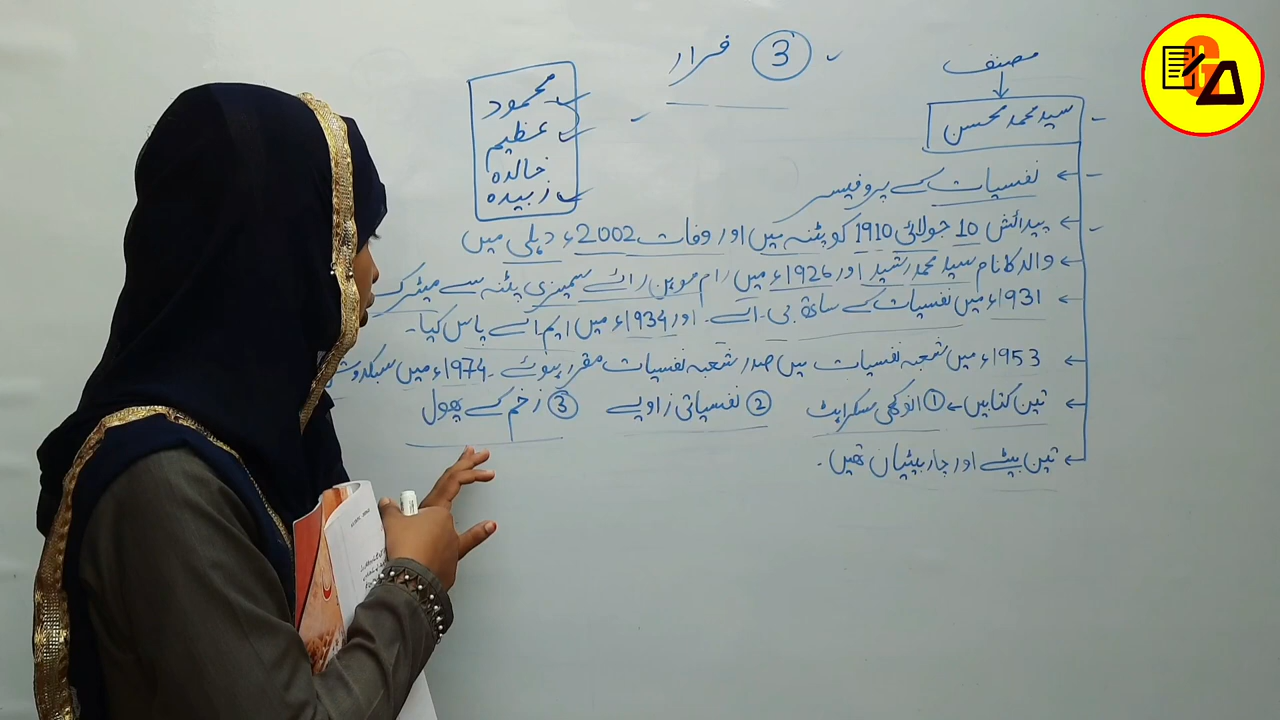 ③ فرار
مصنف
سید محمد محسن
محمود
عظیم
خالدہ
زبیدہ
نفسیات کے پروفیسر
پیدائش 10 جولائی 1910 کو پٹنہ میں اور وفات 2002ء دہلی میں
والد کا نام سید محمد رشید اور 1926ء میں رام موہن رائے سیمینری پٹنہ سے میٹرک
1931ء میں نفسیات کے ساتھ بی۔اے۔ اور 1934ء میں ایم اے پاس کیا۔
1953ء میں شعبہ نفسیات میں صدر شعبہ نفسیات مقرر ہوئے۔ 1974ء میں سبکدوش
تین کتابیں ① انوکھی مسکراہٹ ② نفسیاتی زاویے ③ زخم کے پھول
تین بیٹے اور چار بیٹیاں تھیں۔